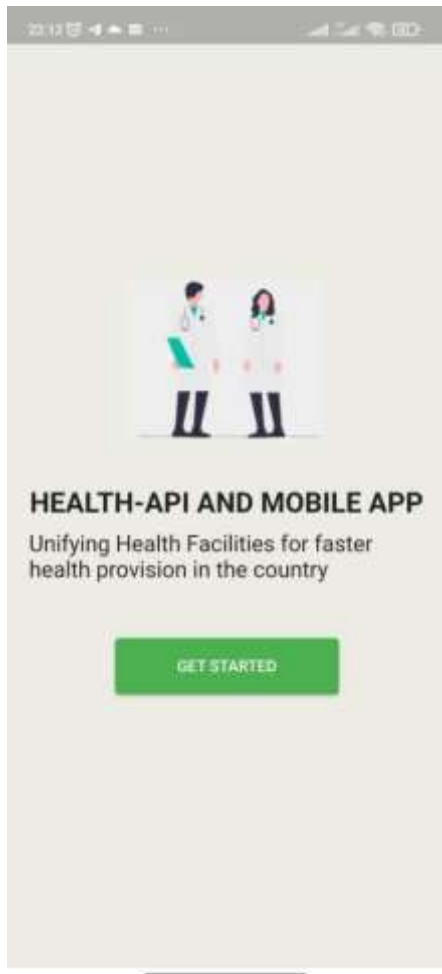 HEALTH-API AND MOBILE APP
Unifying Health Facilities for faster
health provision in the country
GET STARTED